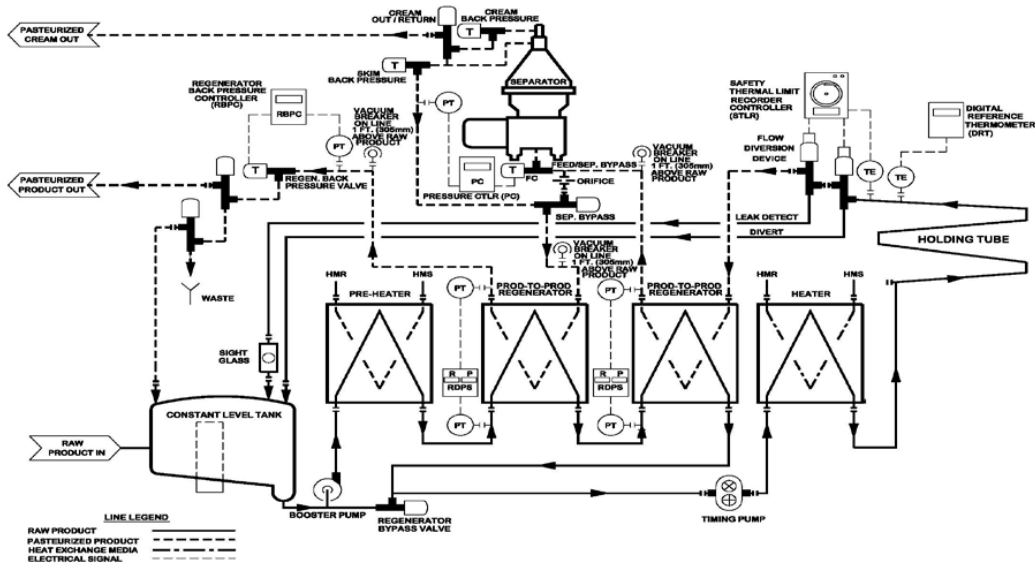 PASTEURIZED
CREAM OUT
CREAM
OUT / RETURN
CREAM
BACK PRESSURE
T
T
SKIM
BACK PRESSURE
SEPARATOR
REGENERATOR
BACK PRESSURE
CONTROLLER
(RBPC)
RBPC
VACUUM
BREAKER
ON LINE
1 FT. (305mm)
ABOVE RAW
PRODUCT
PT
PT
T
REGEN. BACK
PRESSURE VALVE
PC
PRESSURE CTLR (PC)
T
FC
FEED/SEP. BYPASS
ORIFICE
SEP. BYPASS
VACUUM
BREAKER
ON LINE
1 FT. (305mm)
ABOVE RAW
PRODUCT
SAFETY
THERMAL LIMIT
RECORDER
CONTROLLER
(STLR)
FLOW
DIVERSION
DEVICE
DIGITAL
REFERENCE
THERMOMETER
(DRT)
TE
TE
PASTEURIZED
PRODUCT OUT
LEAK DETECT
DIVERT
HOLDING TUBE
WASTE
VACUUM
BREAKER
ON LINE
1 FT. (305mm)
ABOVE RAW
PRODUCT
HMR
HMS
PRE-HEATER
PT
PROD-TO-PROD
REGENERATOR
PT
PROD-TO-PROD
REGENERATOR
HMR
HMS
HEATER
SIGHT
GLASS
R P
RDPS
R P
RDPS
PT
PT
CONSTANT LEVEL TANK
RAW
PRODUCT IN
BOOSTER PUMP
REGENERATOR
BYPASS VALVE
TIMING PUMP
LINE LEGEND
RAW PRODUCT
PASTEURIZED PRODUCT
HEAT EXCHANGE MEDIA
ELECTRICAL SIGNAL